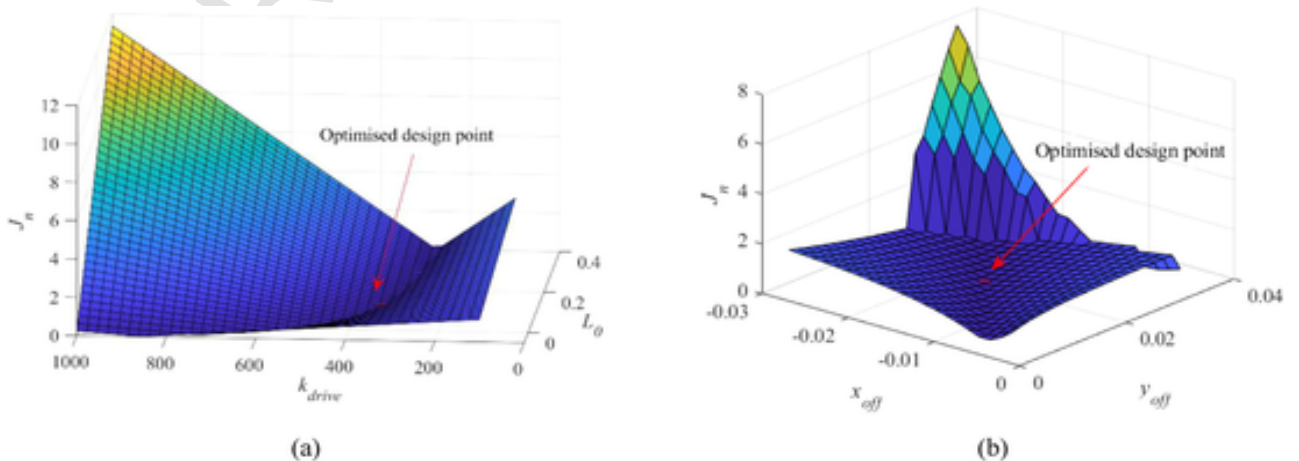 12
10
8
6
4
2
0
J_n
Optimised design point
1000
800
600
400
200
0
k_drive
0.4
0.2
0
L_0
(a)
8
6
4
2
0
J_n
Optimised design point
-0.03
-0.02
-0.01
0
x_off
0
0.02
0.04
y_off
(b)